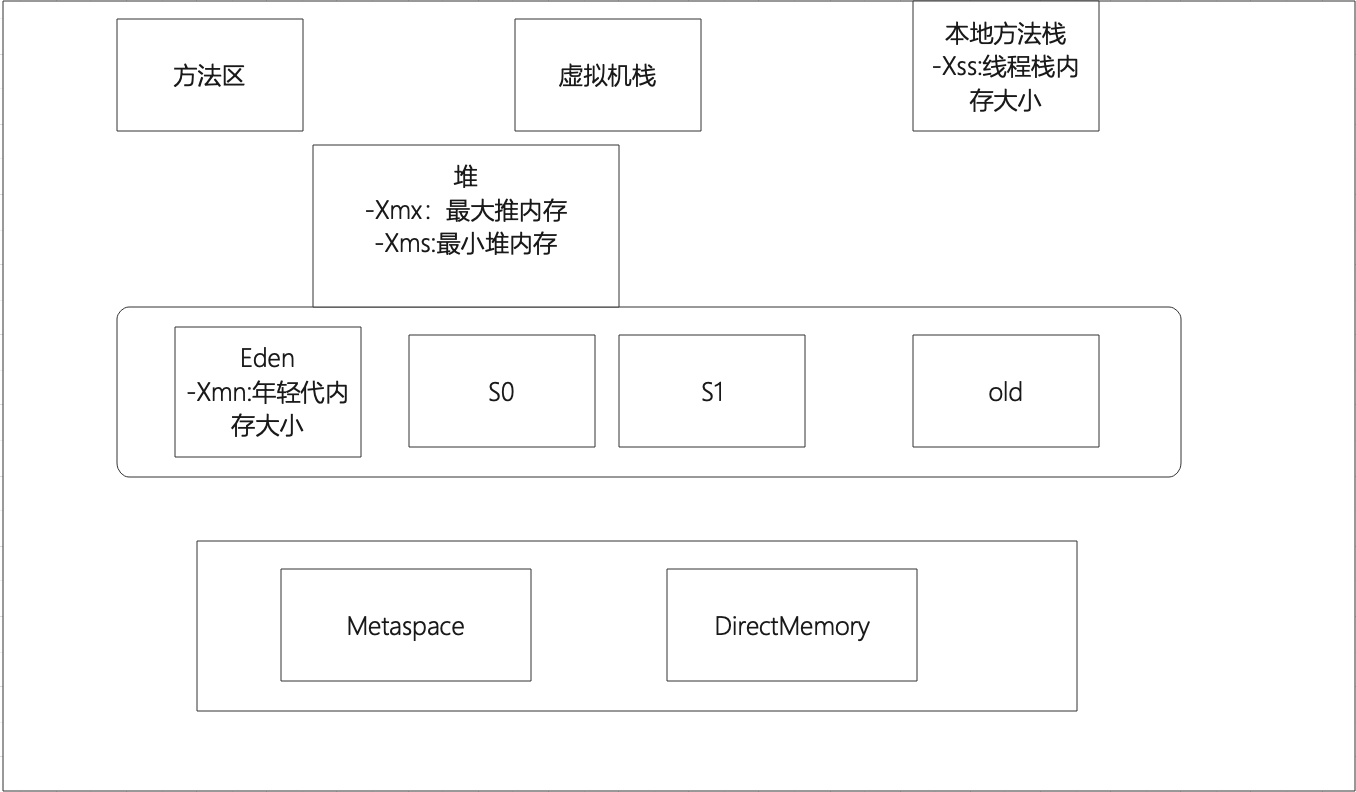 方法区
虚拟机栈
本地方法栈
-Xss:线程栈内
存大小
堆
-Xmx：最大推内存
-Xms:最小堆内存
Eden
-Xmn:年轻代内
存大小
S0
S1
old
Metaspace
DirectMemory